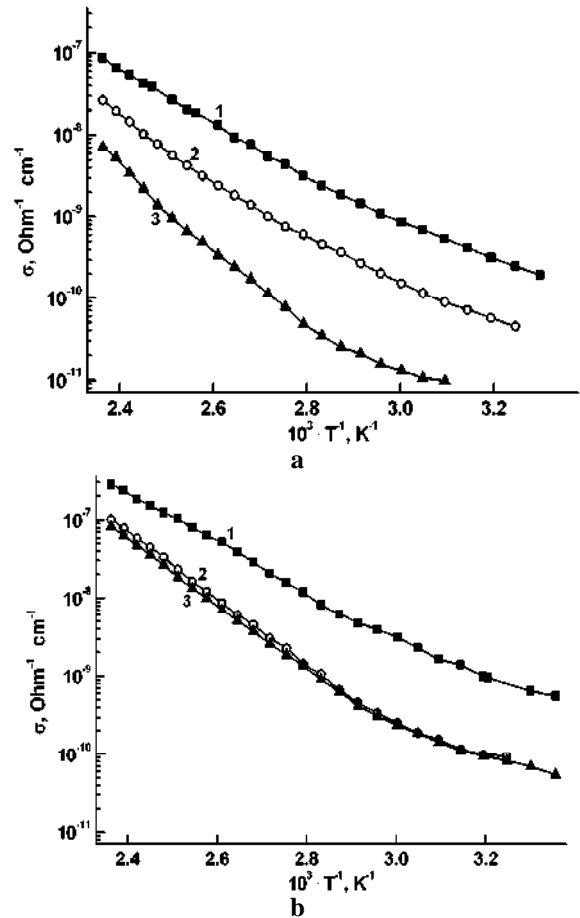 10⁻⁷
10⁻⁸
10⁻⁹
10⁻¹⁰
10⁻¹¹
σ, Ohm⁻¹ cm⁻¹
1
2
3
2.4 2.6 2.8 3.0 3.2
10³ · T⁻¹, K⁻¹
a
10⁻⁷
10⁻⁸
10⁻⁹
10⁻¹⁰
10⁻¹¹
σ, Ohm⁻¹ cm⁻¹
1
2
3
2.4 2.6 2.8 3.0 3.2
10³ · T⁻¹, K⁻¹
b